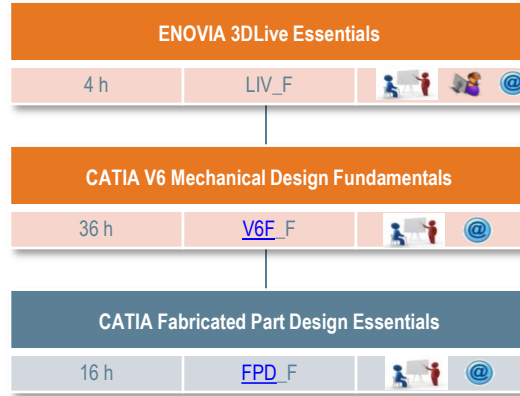 ENOVIA 3DLive Essentials
4 h LIV_F @
CATIA V6 Mechanical Design Fundamentals
36 h V6F_F @
CATIA Fabricated Part Design Essentials
16 h FPD_F @